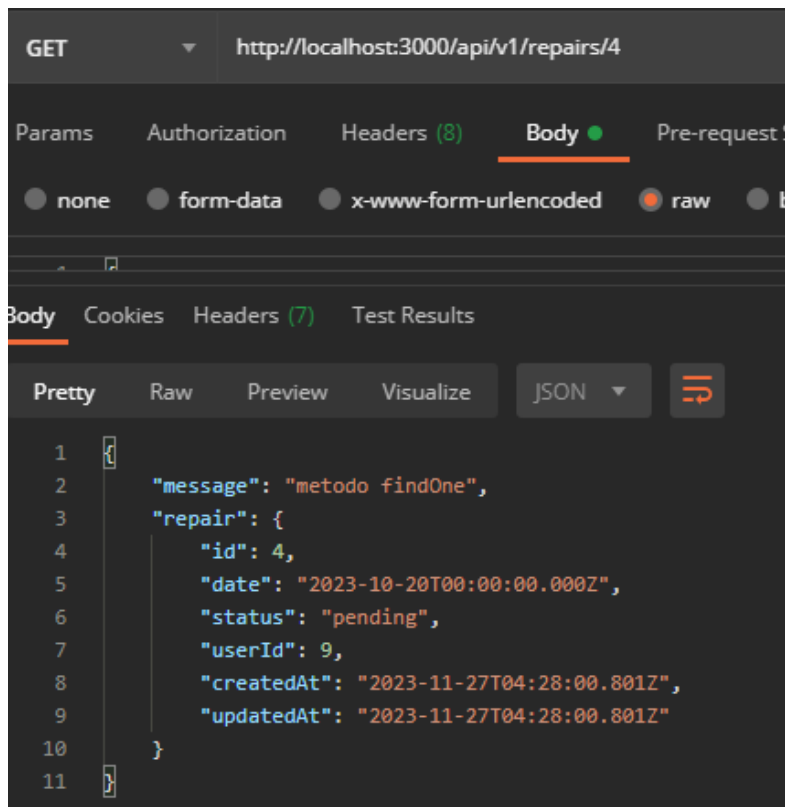 GET http://localhost:3000/api/v1/repairs/4
Params Authorization Headers (8) Body Pre-request
none form-data x-www-form-urlencoded raw
Body Cookies Headers (7) Test Results
Pretty Raw Preview Visualize JSON
1 {
2 "message": "metodo findOne",
3 "repair": {
4 "id": 4,
5 "date": "2023-10-20T00:00:00.000Z",
6 "status": "pending",
7 "userId": 9,
8 "createdAt": "2023-11-27T04:28:00.801Z",
9 "updatedAt": "2023-11-27T04:28:00.801Z"
10 }
11 }